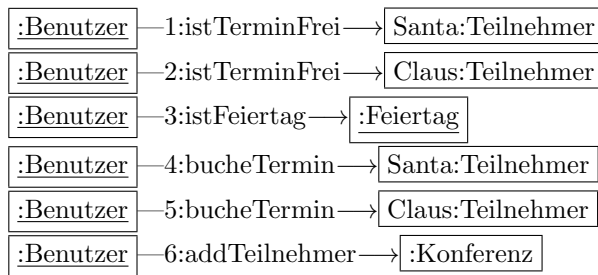 :Benutzer 1:istTerminFrei Santa:Teilnehmer
:Benutzer 2:istTerminFrei Claus:Teilnehmer
:Benutzer 3:istFeiertag :Feiertag
:Benutzer 4:bucheTermin Santa:Teilnehmer
:Benutzer 5:bucheTermin Claus:Teilnehmer
:Benutzer 6:addTeilnehmer :Konferenz